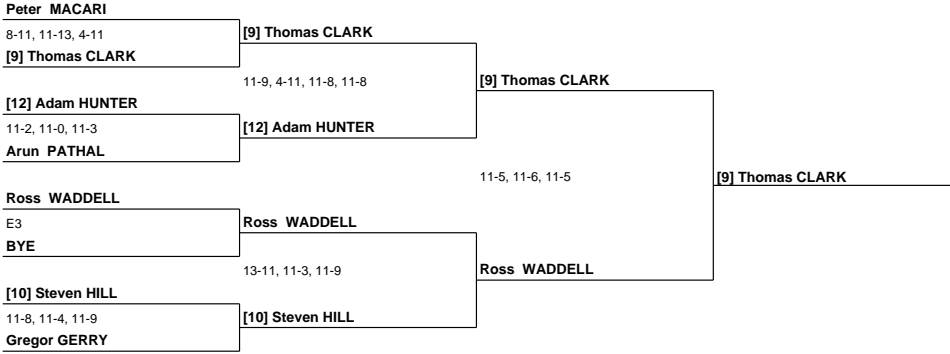 Peter MACARI
8-11, 11-13, 4-11
[9] Thomas CLARK
[12] Adam HUNTER
11-2, 11-0, 11-3
Arun PATHAL
Ross WADDELL
E3
BYE
[10] Steven HILL
11-8, 11-4, 11-9
Gregor GERRY
[9] Thomas CLARK
11-9, 4-11, 11-8, 11-8
[12] Adam HUNTER
Ross WADDELL
13-11, 11-3, 11-9
[10] Steven HILL
[9] Thomas CLARK
11-5, 11-6, 11-5
Ross WADDELL
[9] Thomas CLARK